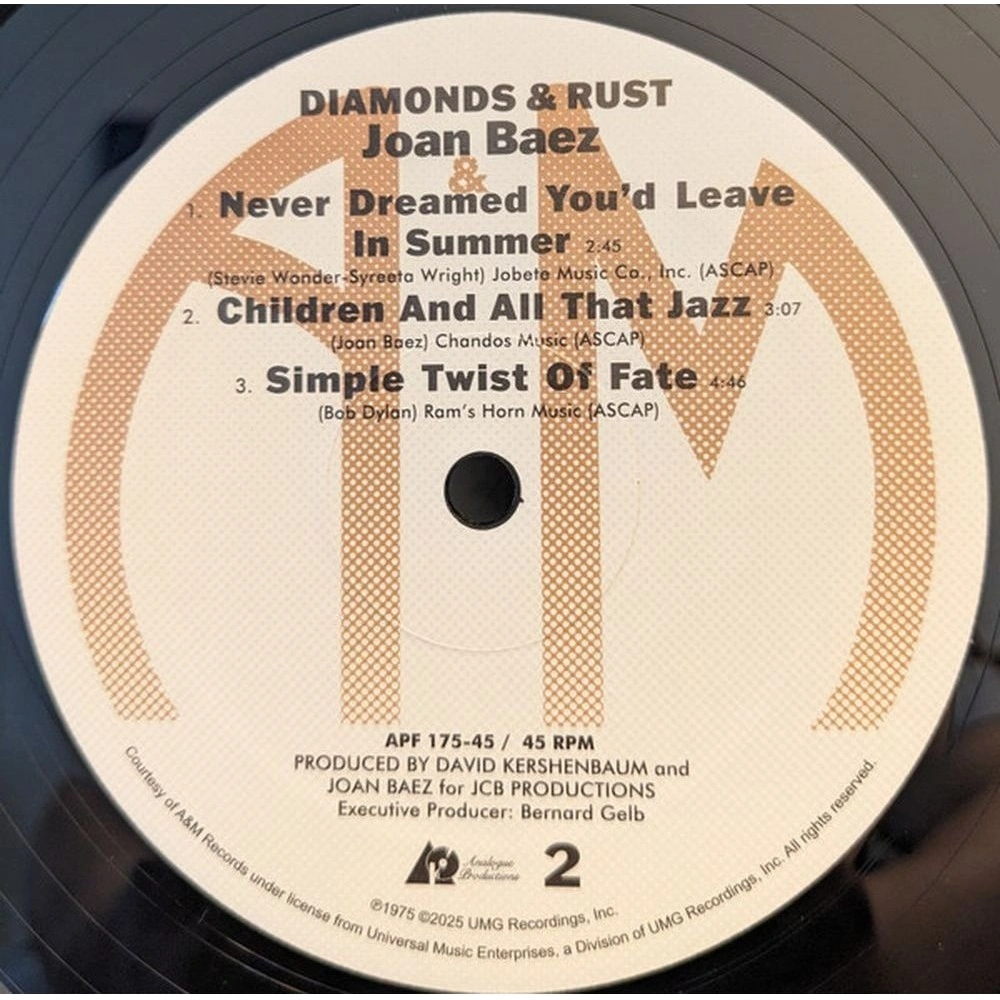 DIAMONDS & RUST
Joan Baez
&
1. Never Dreamed You'd Leave
In Summer 2:45
(Stevie Wonder-Syreeta Wright) Jobete Music Co., Inc. (ASCAP)
2. Children And All That Jazz 3:07
(Joan Baez) Chandos Music (ASCAP)
3. Simple Twist Of Fate 4:46
(Bob Dylan) Ram's Horn Music (ASCAP)
AM
APF 175-45 / 45 RPM
PRODUCED BY DAVID KERSHENBAUM and
JOAN BAEZ for JCB PRODUCTIONS
Executive Producer: Bernard Gelb
AP Analogue
Productions
2
℗1975 ©2025 UMG Recordings, Inc.
Courtesy of A&M Records under license from Universal Music Enterprises, a Division of UMG Recordings, Inc. All rights reserved.